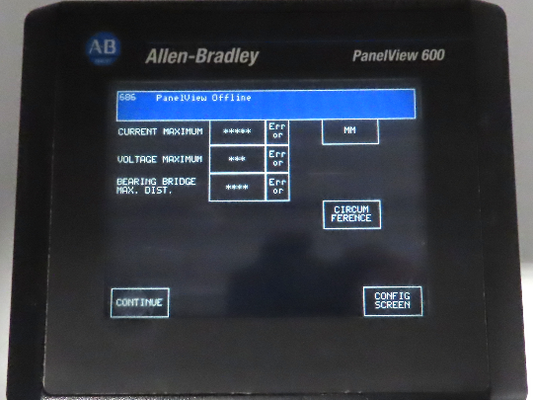 AB
Allen-Bradley
PanelView 600
686 PanelView Offline
CURRENT MAXIMUM ***** Err
or
MM
VOLTAGE MAXIMUM *** Err
or
BEARING BRIDGE
MAX. DIST. **** Err
or
CIRCUM
FERENCE
CONTINUE
CONFIG
SCREEN